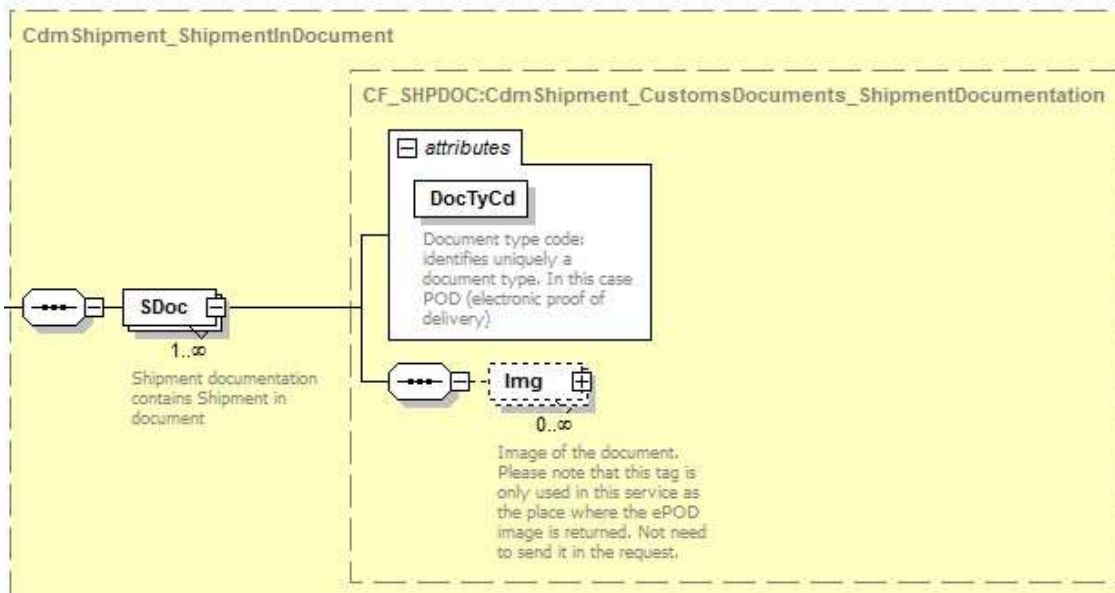 CdmShipment_ShipmentInDocument
CF_SHPDOC:CdmShipment_CustomsDocuments_ShipmentDocumentation
attributes
DocTyCd
Document type code:
identifies uniquely a
document type. In this case
POD (electronic proof of
delivery)
SDoc
1..∞
Shipment documentation
contains Shipment in
document
Img
0..∞
Image of the document.
Please note that this tag is
only used in this service as
the place where the ePOD
image is returned. Not need
to send it in the request.